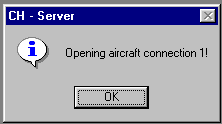 CH - Server
Opening aircraft connection 1!
OK